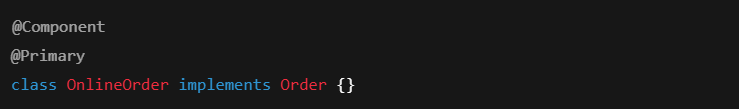 @Component
@Primary
class OnlineOrder implements Order {}